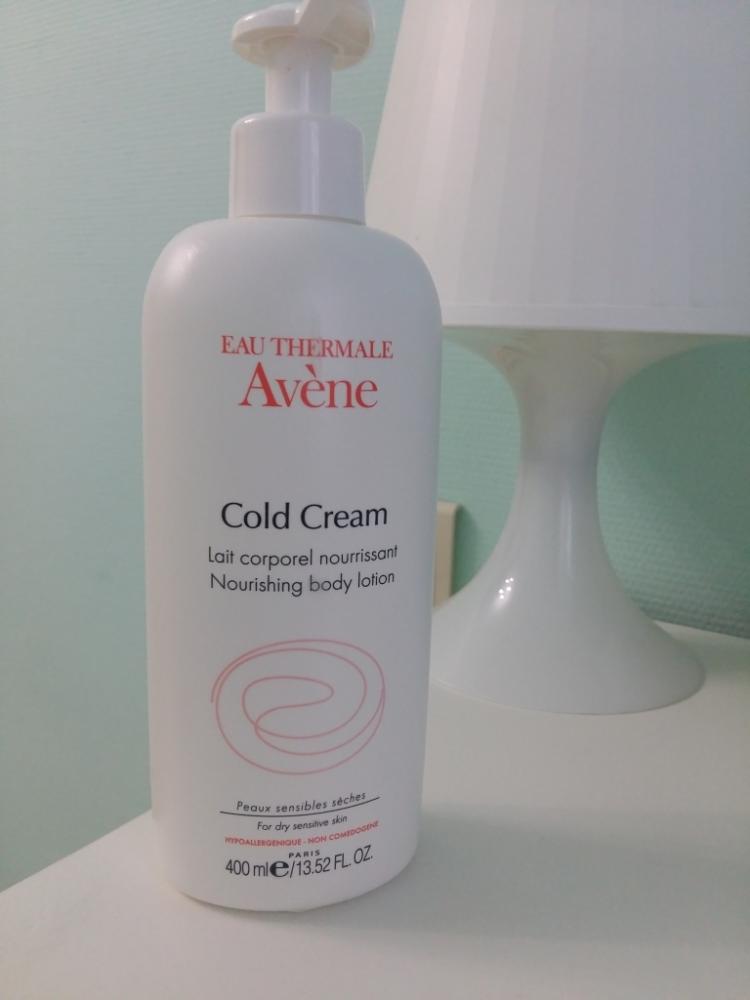 EAU THERMALE
Avène
Cold Cream
Lait corporel nourrissant
Nourishing body lotion
Peaux sensibles sèches
For dry sensitive skin
HYPOALLERGENIQUE - NON COMEDOGENE
PARIS
400 ml e/13.52 FL. OZ.